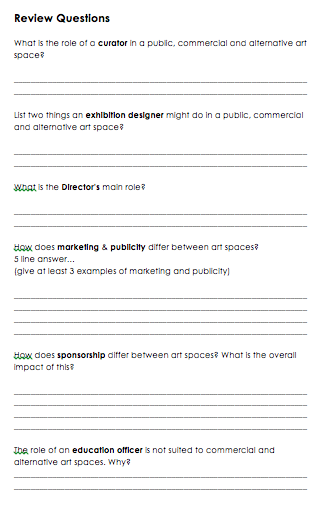 Review Questions
What is the role of a curator in a public, commercial and alternative art
space?
List two things an exhibition designer might do in a public, commercial
and alternative art space?
What is the Director's main role?
How does marketing & publicity differ between art spaces?
5 line answer...
(give at least 3 examples of marketing and publicity)
How does sponsorship differ between art spaces? What is the overall
impact of this?
The role of an education officer is not suited to commercial and
alternative art spaces. Why?